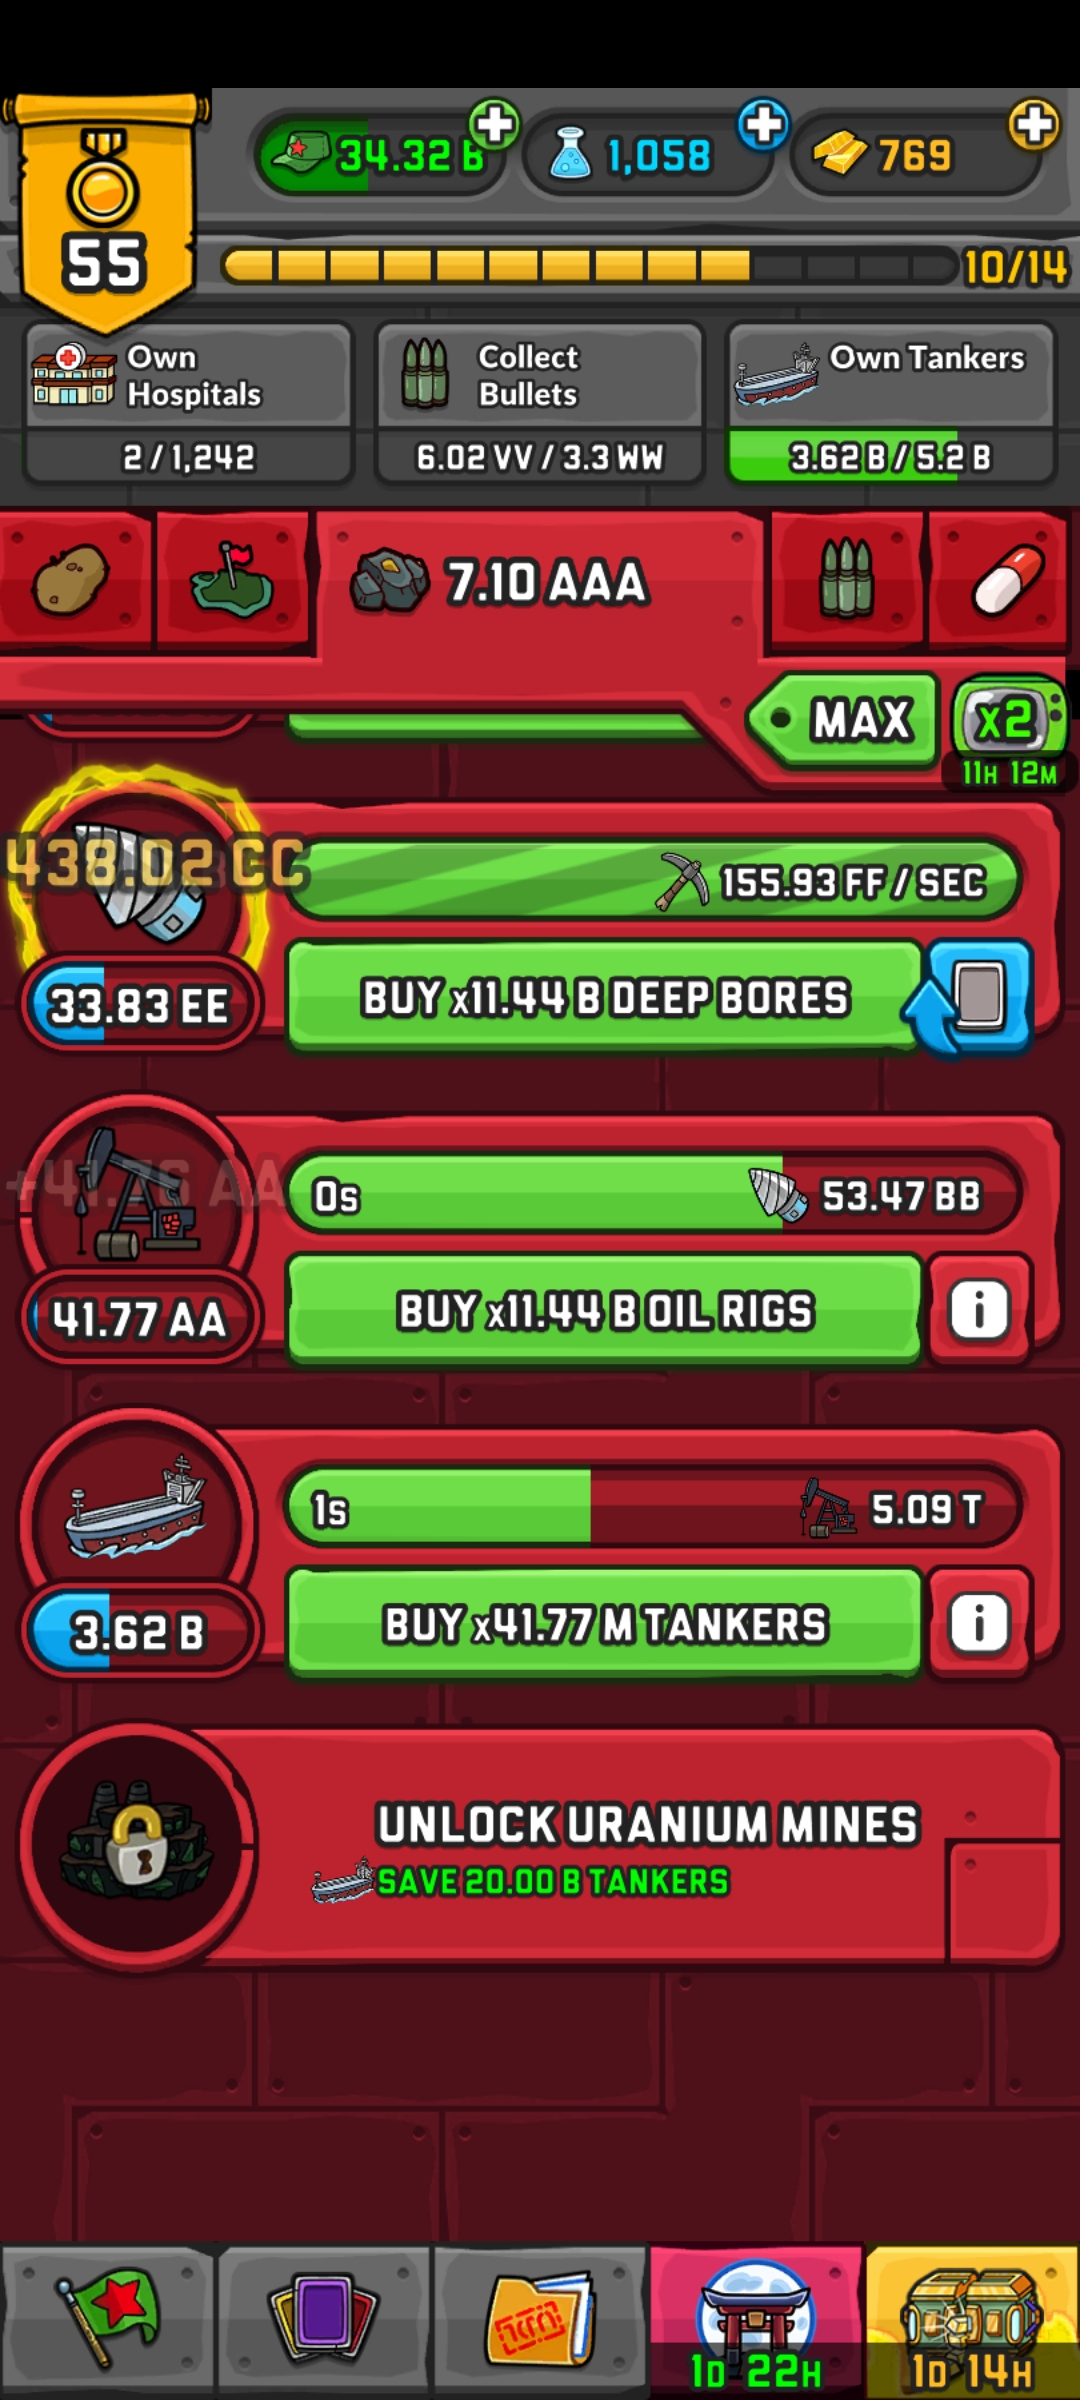 55
34.32 B
1,058
769
10/14
Own
Hospitals
2 / 1,242
Collect
Bullets
6.02 VV / 3.3 WW
Own Tankers
3.62 B / 5.2 B
7.10 AAA
MAX
x2
11H 12M
438.02 CC
155.93 FF / SEC
33.83 EE
BUY x11.44 B DEEP BORES
+41.76 AA
0s
53.47 BB
41.77 AA
BUY x11.44 B OIL RIGS
i
1s
5.09 T
3.62 B
BUY x41.77 M TANKERS
i
UNLOCK URANIUM MINES
SAVE 20.00 B TANKERS
1D 22H
1D 14H